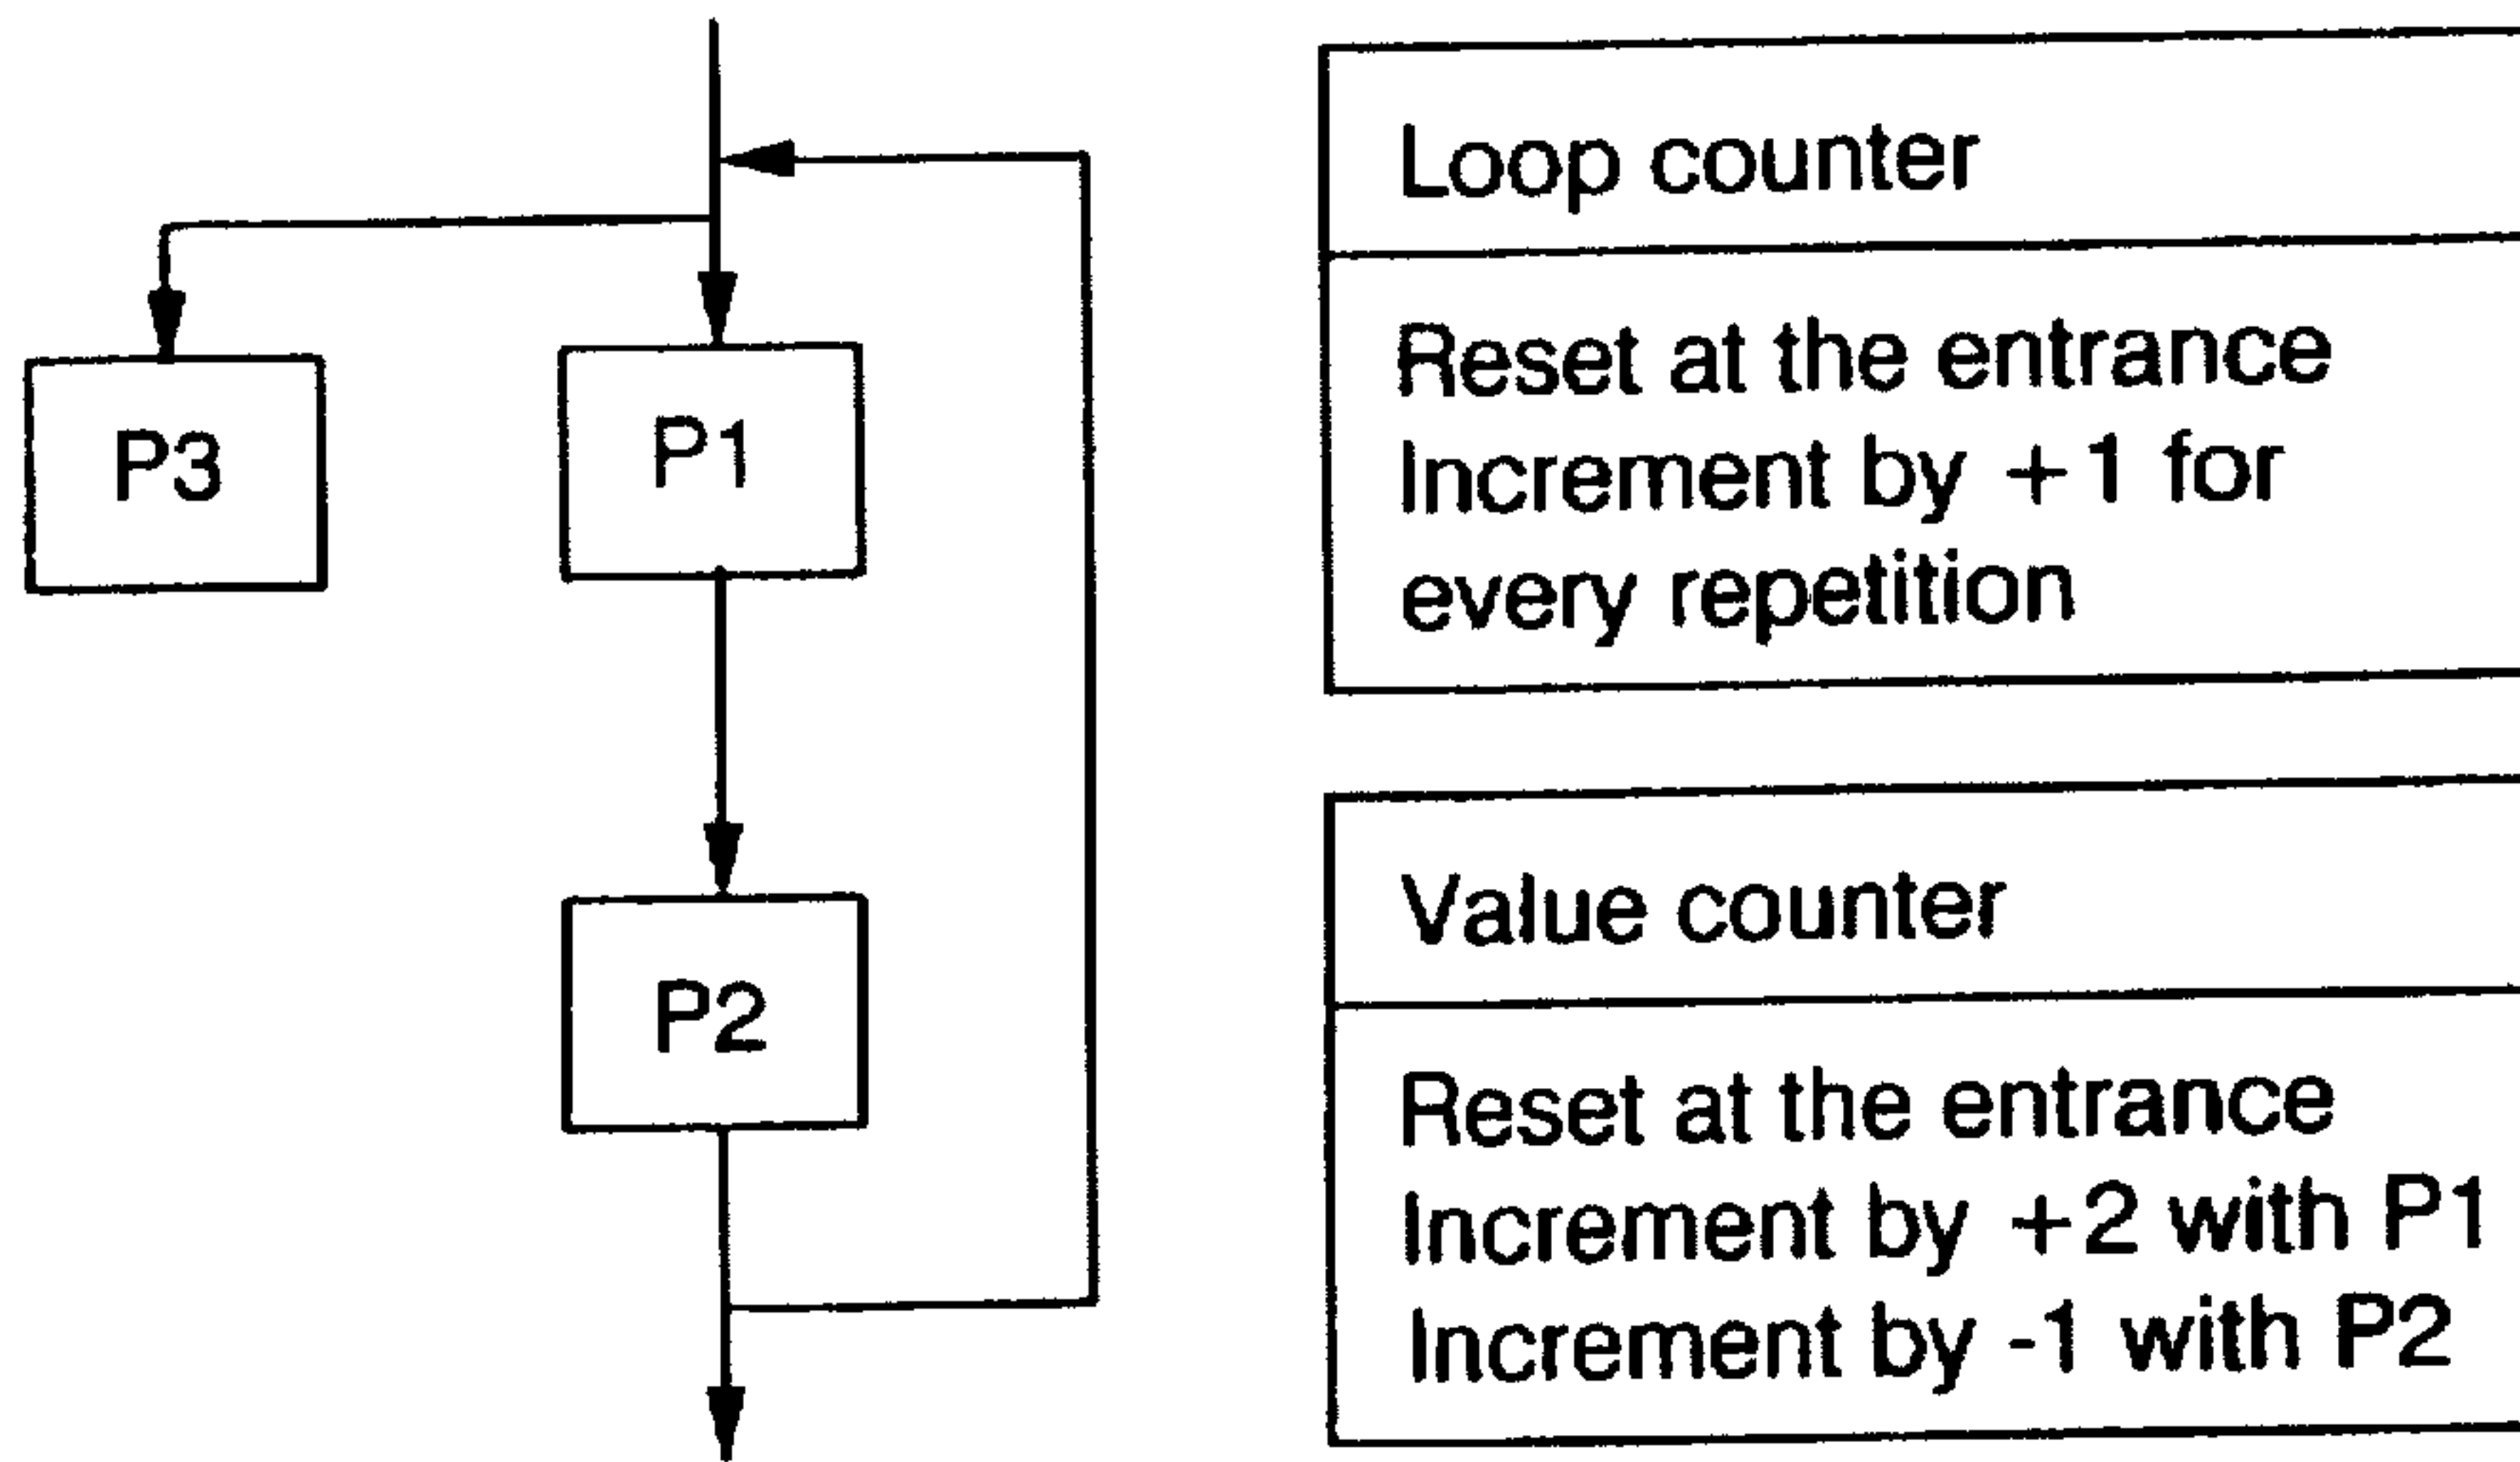 P3
P1
P2
Loop counter
Reset at the entrance
Increment by +1 for
every repetition
Value counter
Reset at the entrance
Increment by +2 with P1
Increment by -1 with P2